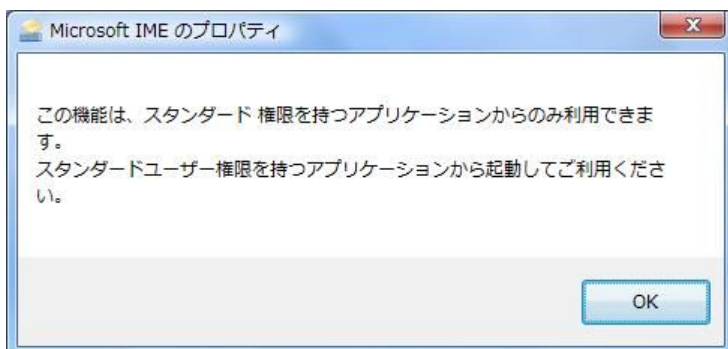 Microsoft IME のプロパティ
この機能は、スタンダード 権限を持つアプリケーションからのみ利用できま
す。
スタンダードユーザー権限を持つアプリケーションから起動してご利用くださ
い。
OK